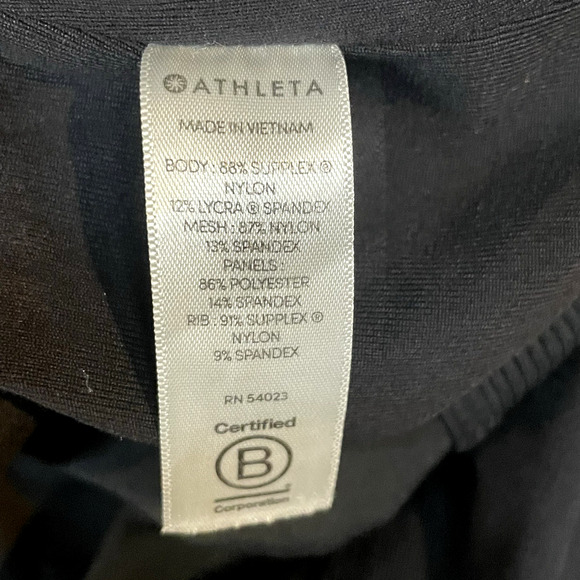 ATHLETA
MADE IN VIETNAM
BODY : 88% SUPPLEX ®
NYLON
12% LYCRA ® SPANDEX
MESH : 87% NYLON
13% SPANDEX
PANELS :
86% POLYESTER
14% SPANDEX
RIB : 91% SUPPLEX ®
NYLON
9% SPANDEX
RN 54023
Certified
B
Corporation